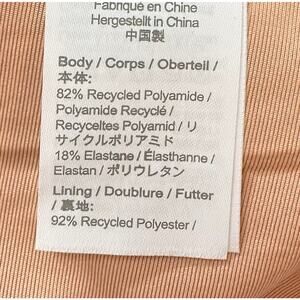 Fabriqué en Chine
Hergestellt in China
中国製
Body / Corps / Oberteil /
本体:
82% Recycled Polyamide /
Polyamide Recyclé /
Recyceltes Polyamid / リ
サイクルポリアミド
18% Elastane / Élasthanne /
Elastan / ポリウレタン
Lining / Doublure / Futter
/ 裏地:
92% Recycled Polyester /